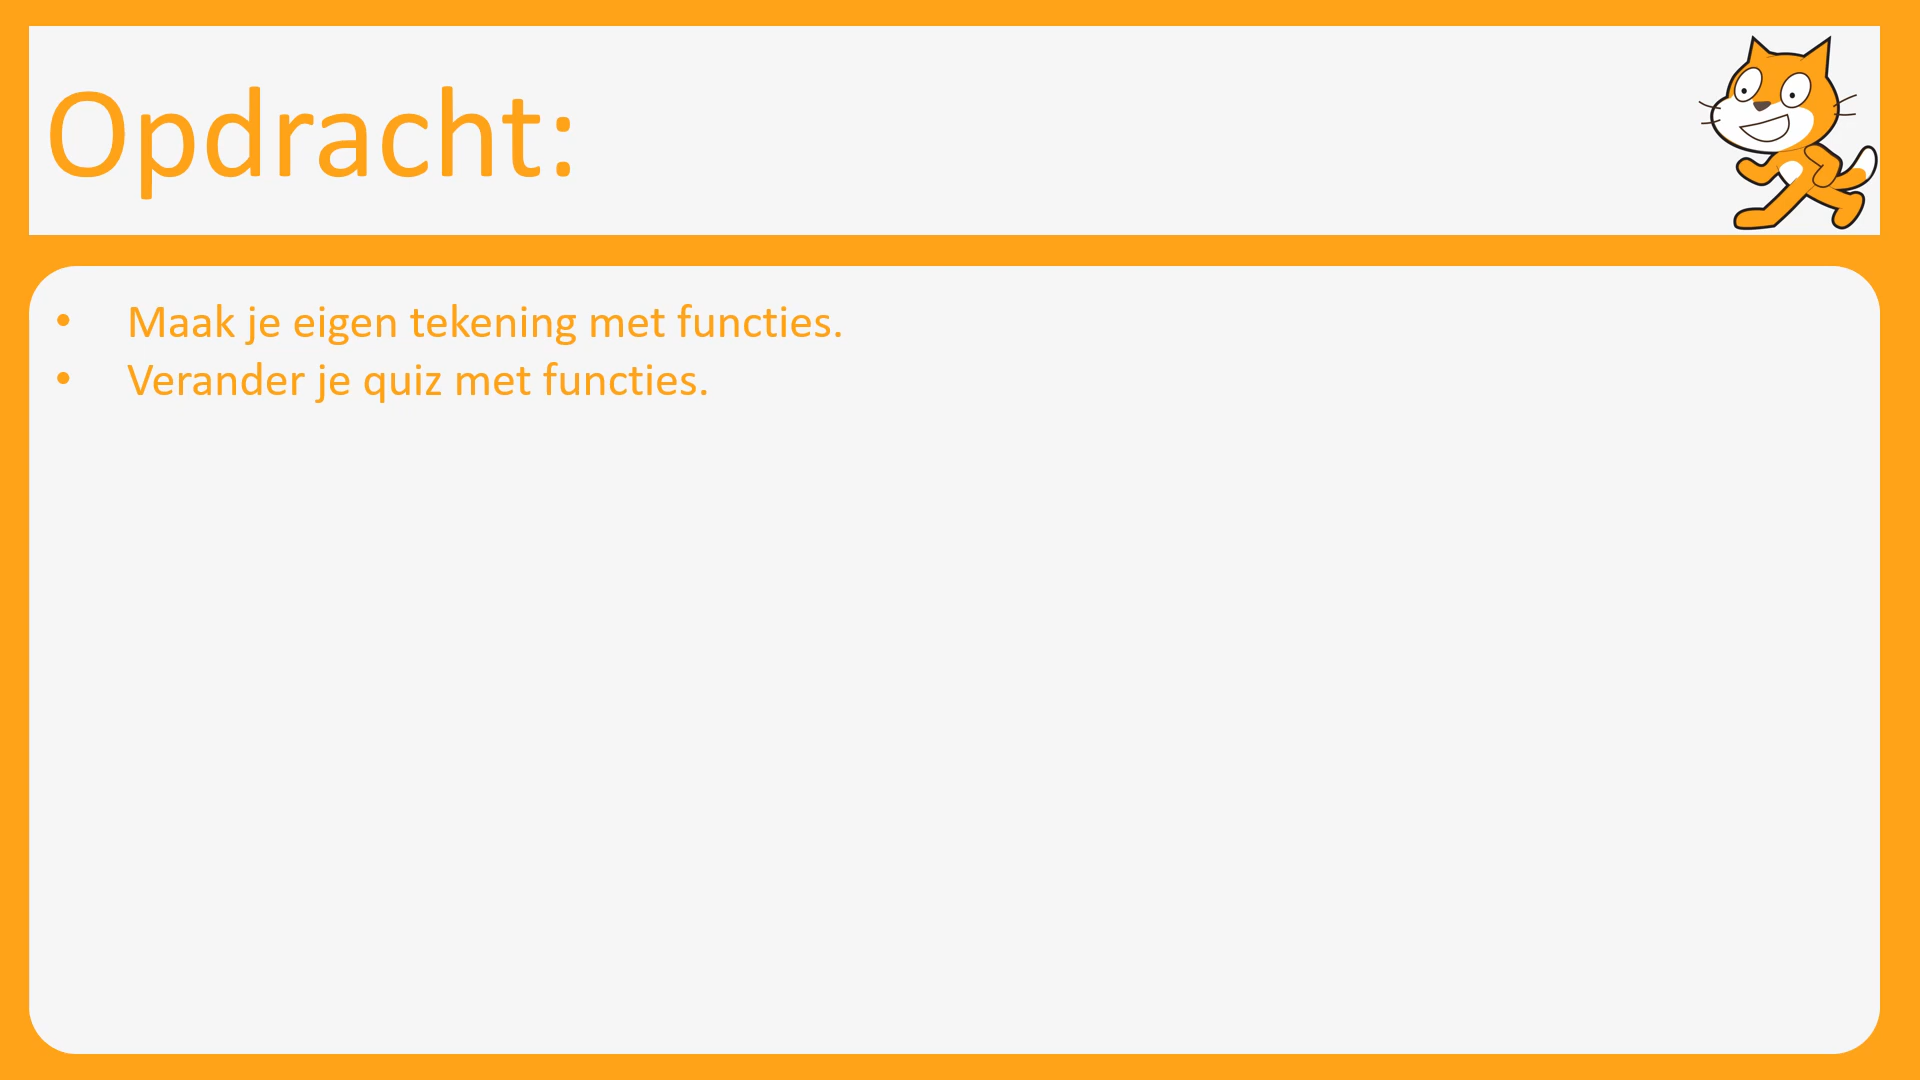 Opdracht:
• Maak je eigen tekening met functies.
• Verander je quiz met functies.